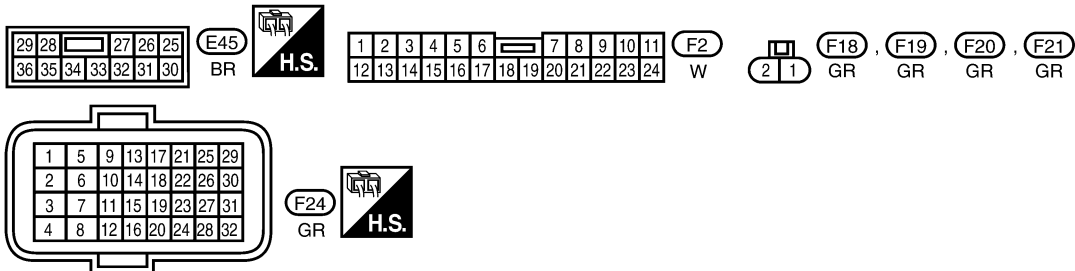 29 28 27 26 25
36 35 34 33 32 31 30
E45
BR
H.S.
1 2 3 4 5 6 7 8 9 10 11
12 13 14 15 16 17 18 19 20 21 22 23 24
F2
W
2 1
F18 , F19 , F20 , F21
GR GR GR GR
1 5 9 13 17 21 25 29
2 6 10 14 18 22 26 30
3 7 11 15 19 23 27 31
4 8 12 16 20 24 28 32
F24
GR
H.S.